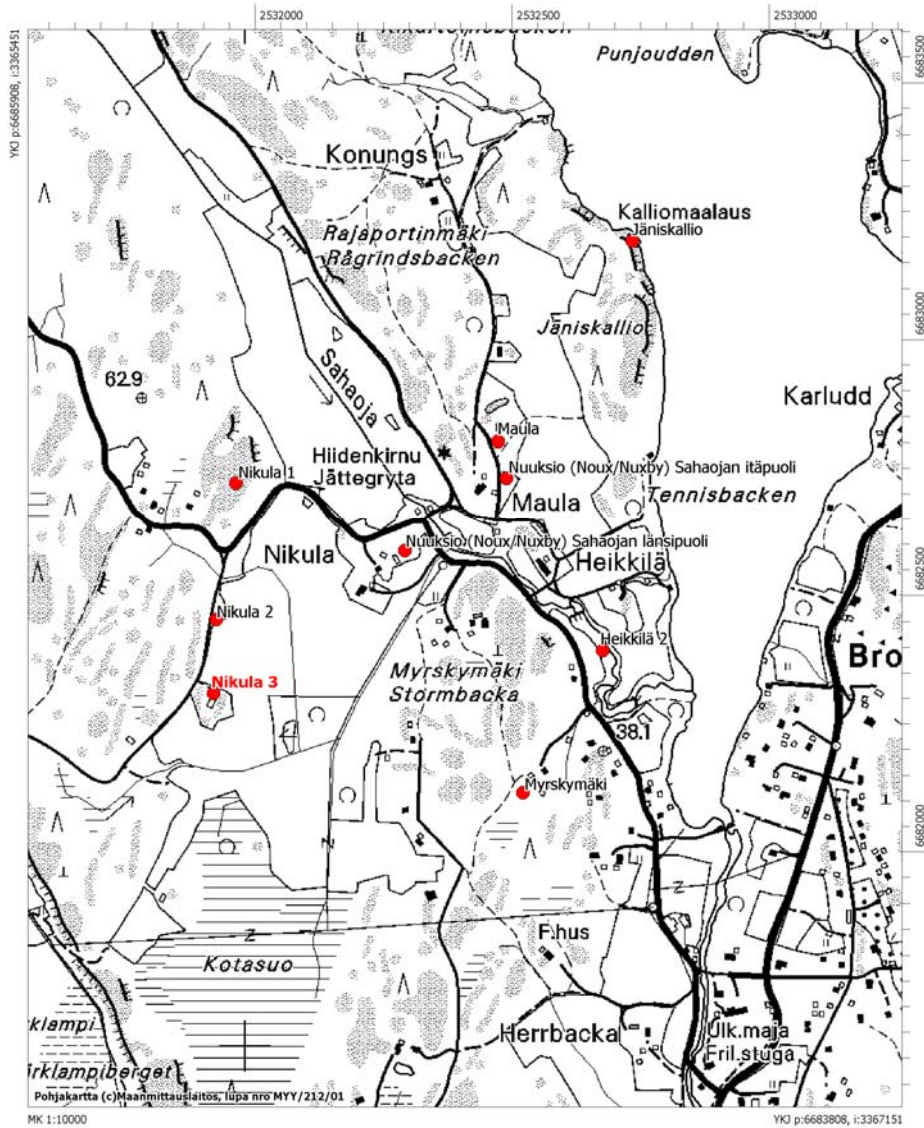 2532000
2532500
2533000
YKJ p:6685908, i:3365451
6683500
Punjoudden
Konungs
Kalliomaalaus
Jäniskallio
Rajaportinmäki
Rågrindsbacken
6683000
Jäniskallio
62.9
Sahaoja
Karludd
Maula
Hiidenkirnu
Jättegryta
Nikula 1
Nuuksio (Noux/Nuxby) Sahaojan itäpuoli
Maula
Tennisbacken
Nikula
Nuuksio (Noux/Nuxby) Sahaojan länsipuoli
Heikkilä
6682500
Nikula 2
Heikkilä 2
Bro
Myrskymäki
Stormbacka
Nikula 3
38.1
Myrskymäki
6682000
Z
Z
Z
F.hus
Kotasuo
Herrbacka
Ulk.maja
Fril.stuga
rklampi
irklampiberget
Pohjakartta (c)Maanmittauslaitos, lupa nro MYY/212/01
MK 1:10000
YKJ p:6683808, i:3367151